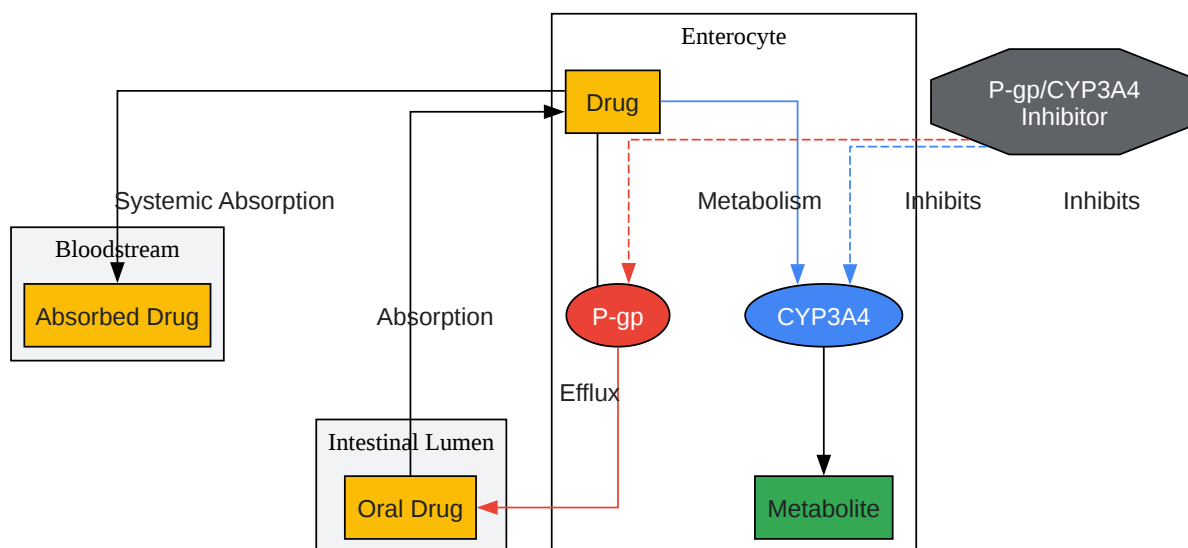 Enterocyte
P-gp/CYP3A4
Inhibitor
Drug
Systemic Absorption
Metabolism
Inhibits
Inhibits
Bloodstream
Absorbed Drug
Absorption
P-gp
CYP3A4
Efflux
Intestinal Lumen
Oral Drug
Metabolite